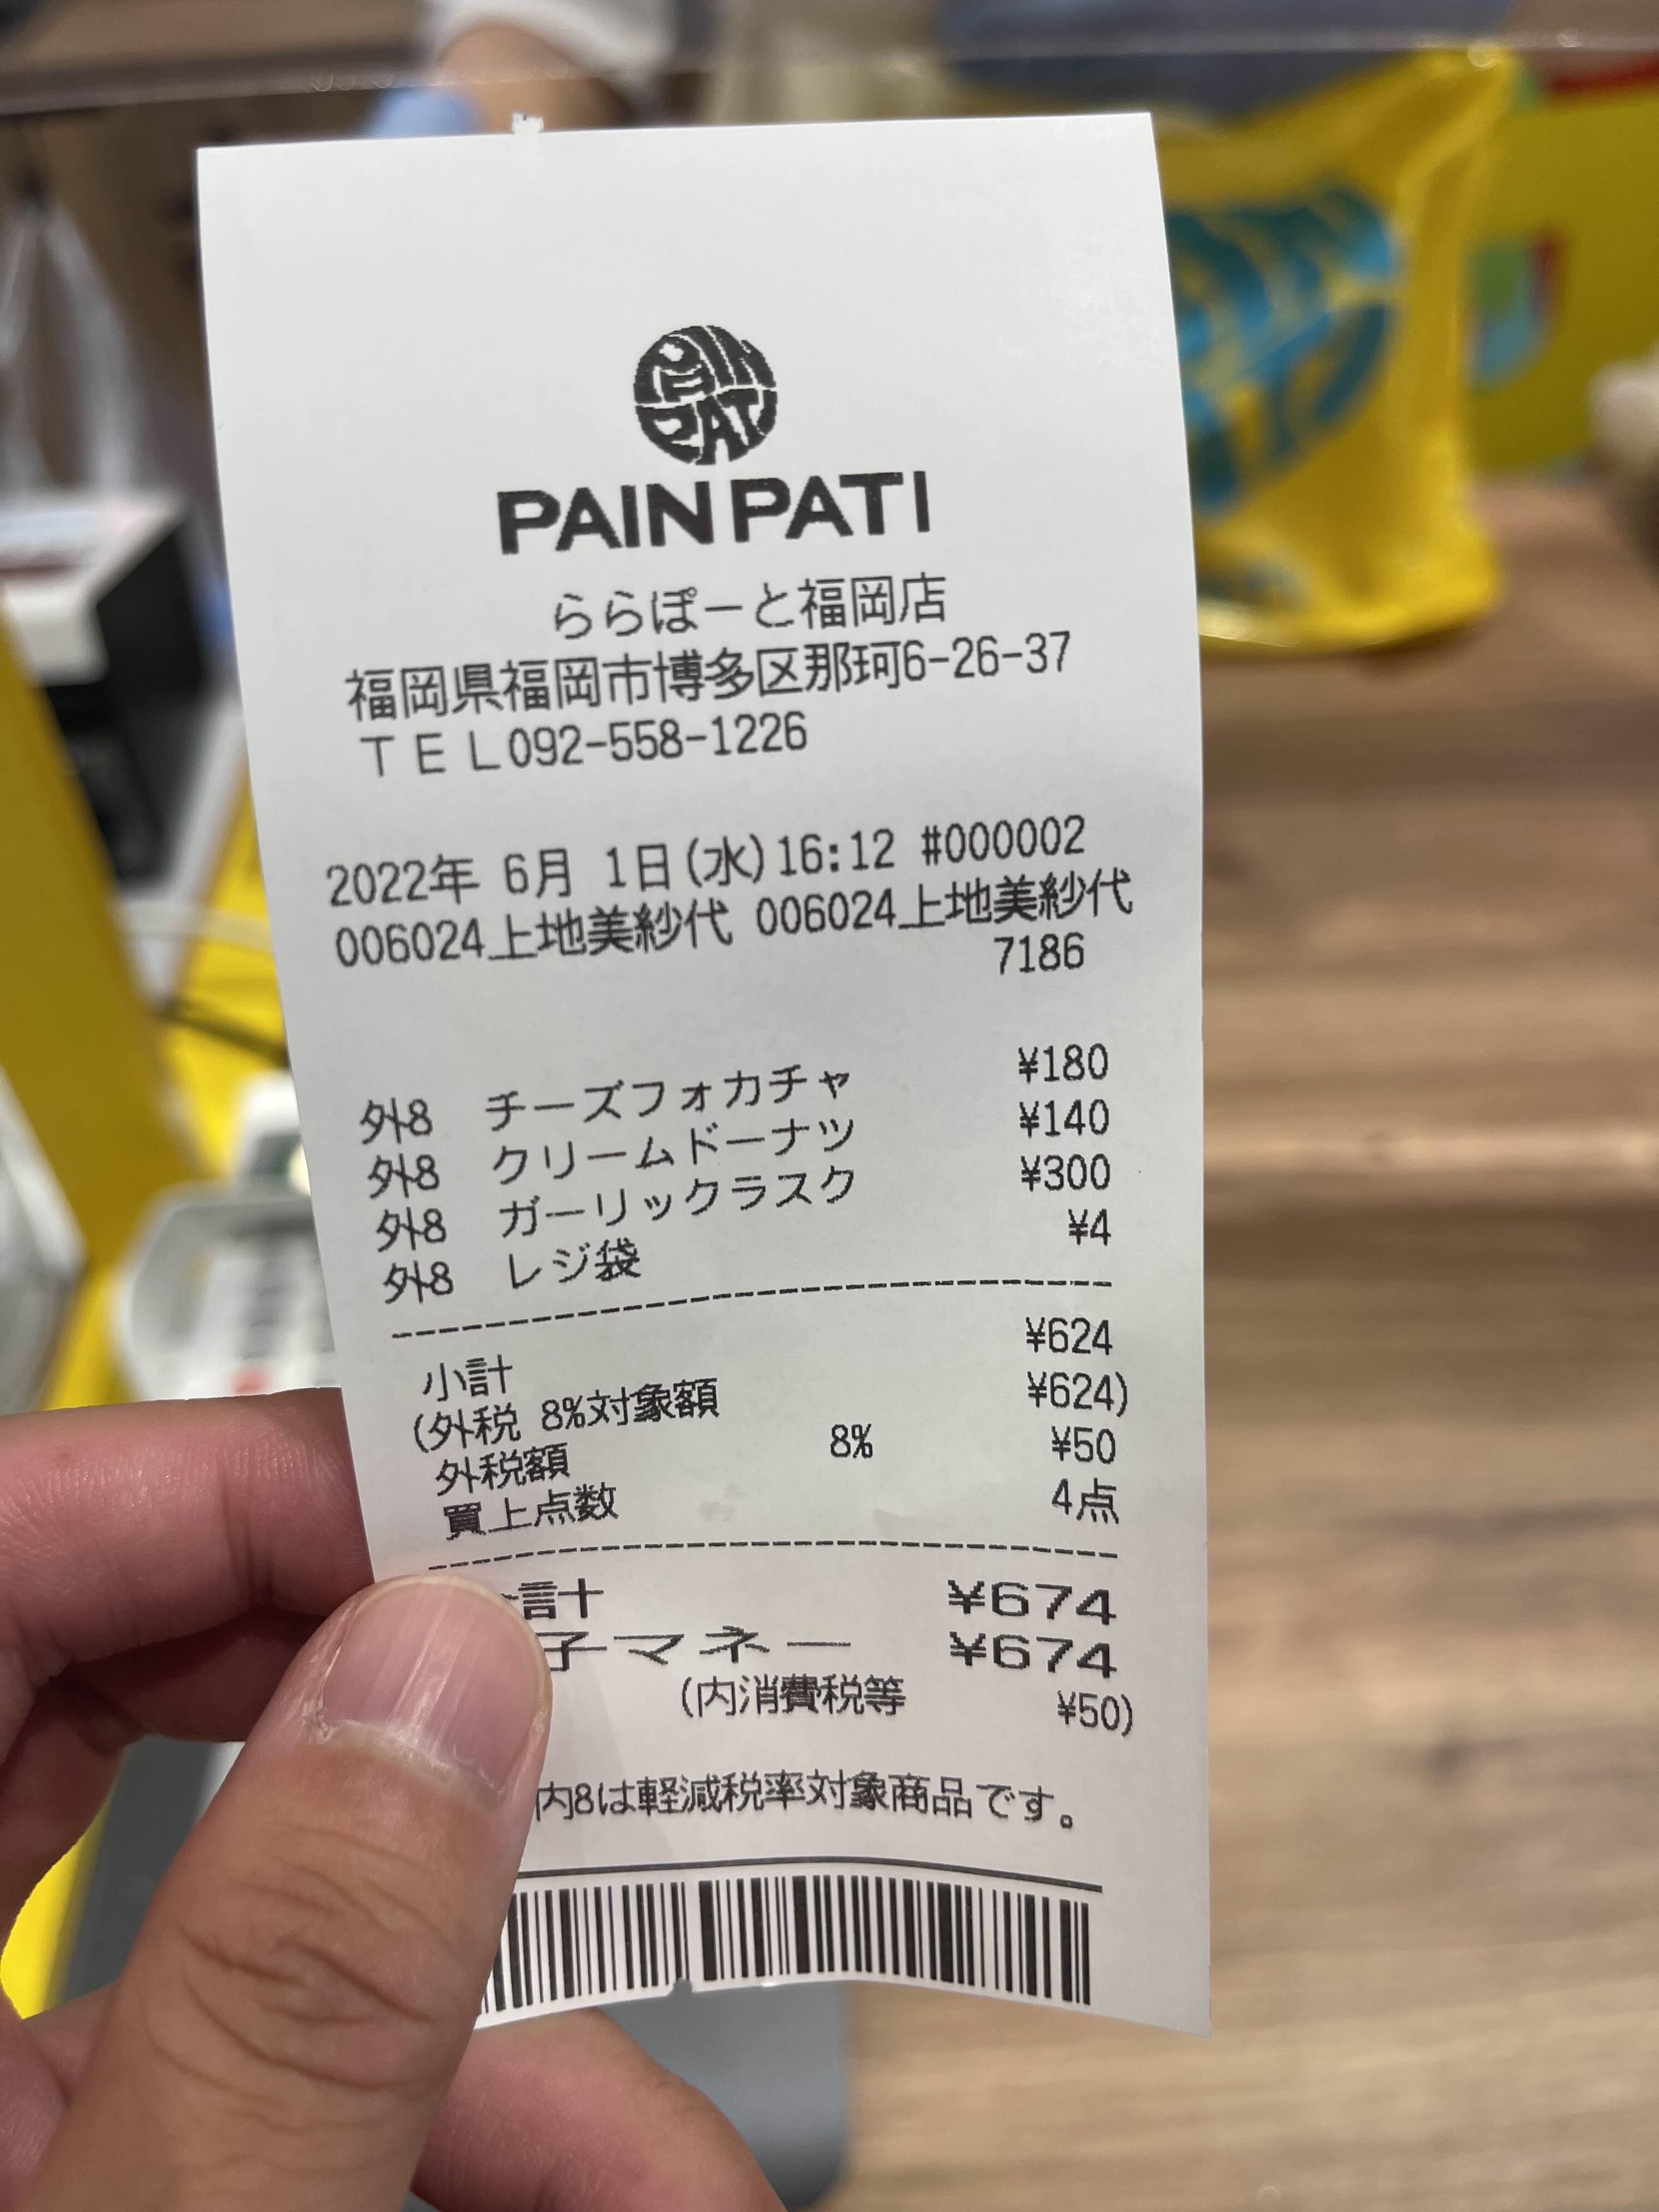 PAIN PATI
PAIN PATI
ららぽーと福岡店
福岡県福岡市博多区那珂6-26-37
ＴＥＬ092-558-1226
2022年 6月 1日(水)16:12 #000002
006024上地美紗代 006024上地美紗代
7186
外8 チーズフォカチャ ¥180
外8 クリームドーナツ ¥140
外8 ガーリックラスク ¥300
外8 レジ袋 ¥4
小計 ¥624
(外税 8%対象額 ¥624)
外税額 8% ¥50
買上点数 4点
計 ¥674
子マネー ¥674
(内消費税等 ¥50)
内8は軽減税率対象商品です。